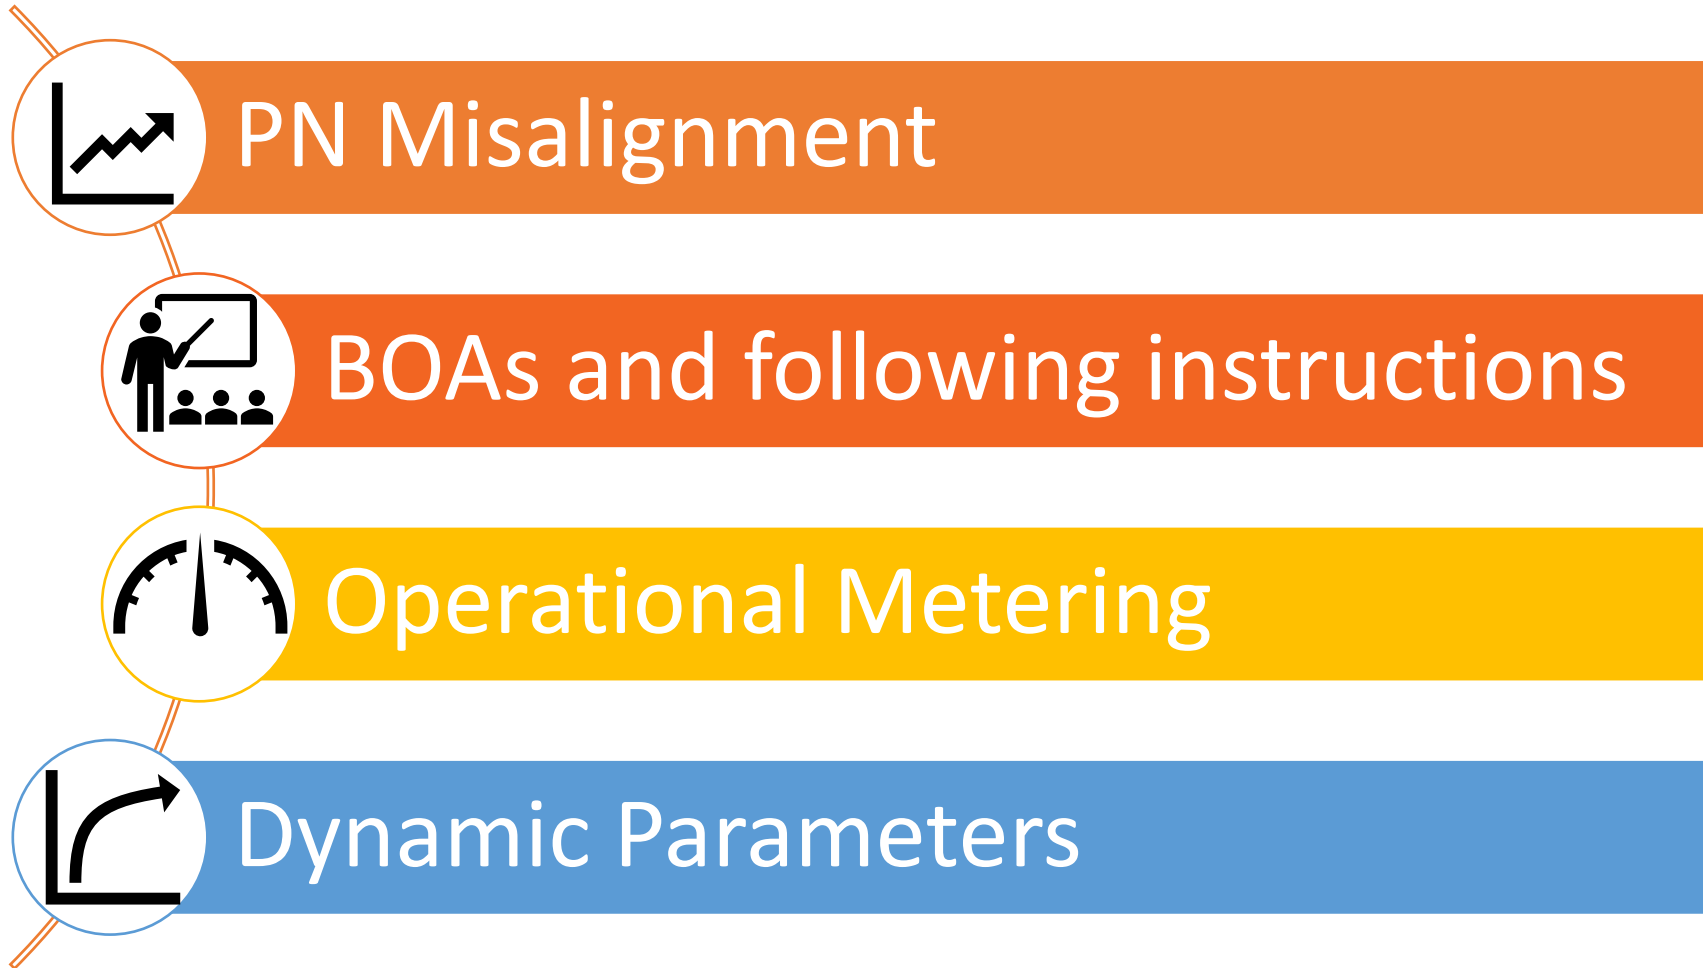 PN Misalignment
BOAs and following instructions
Operational Metering
Dynamic Parameters